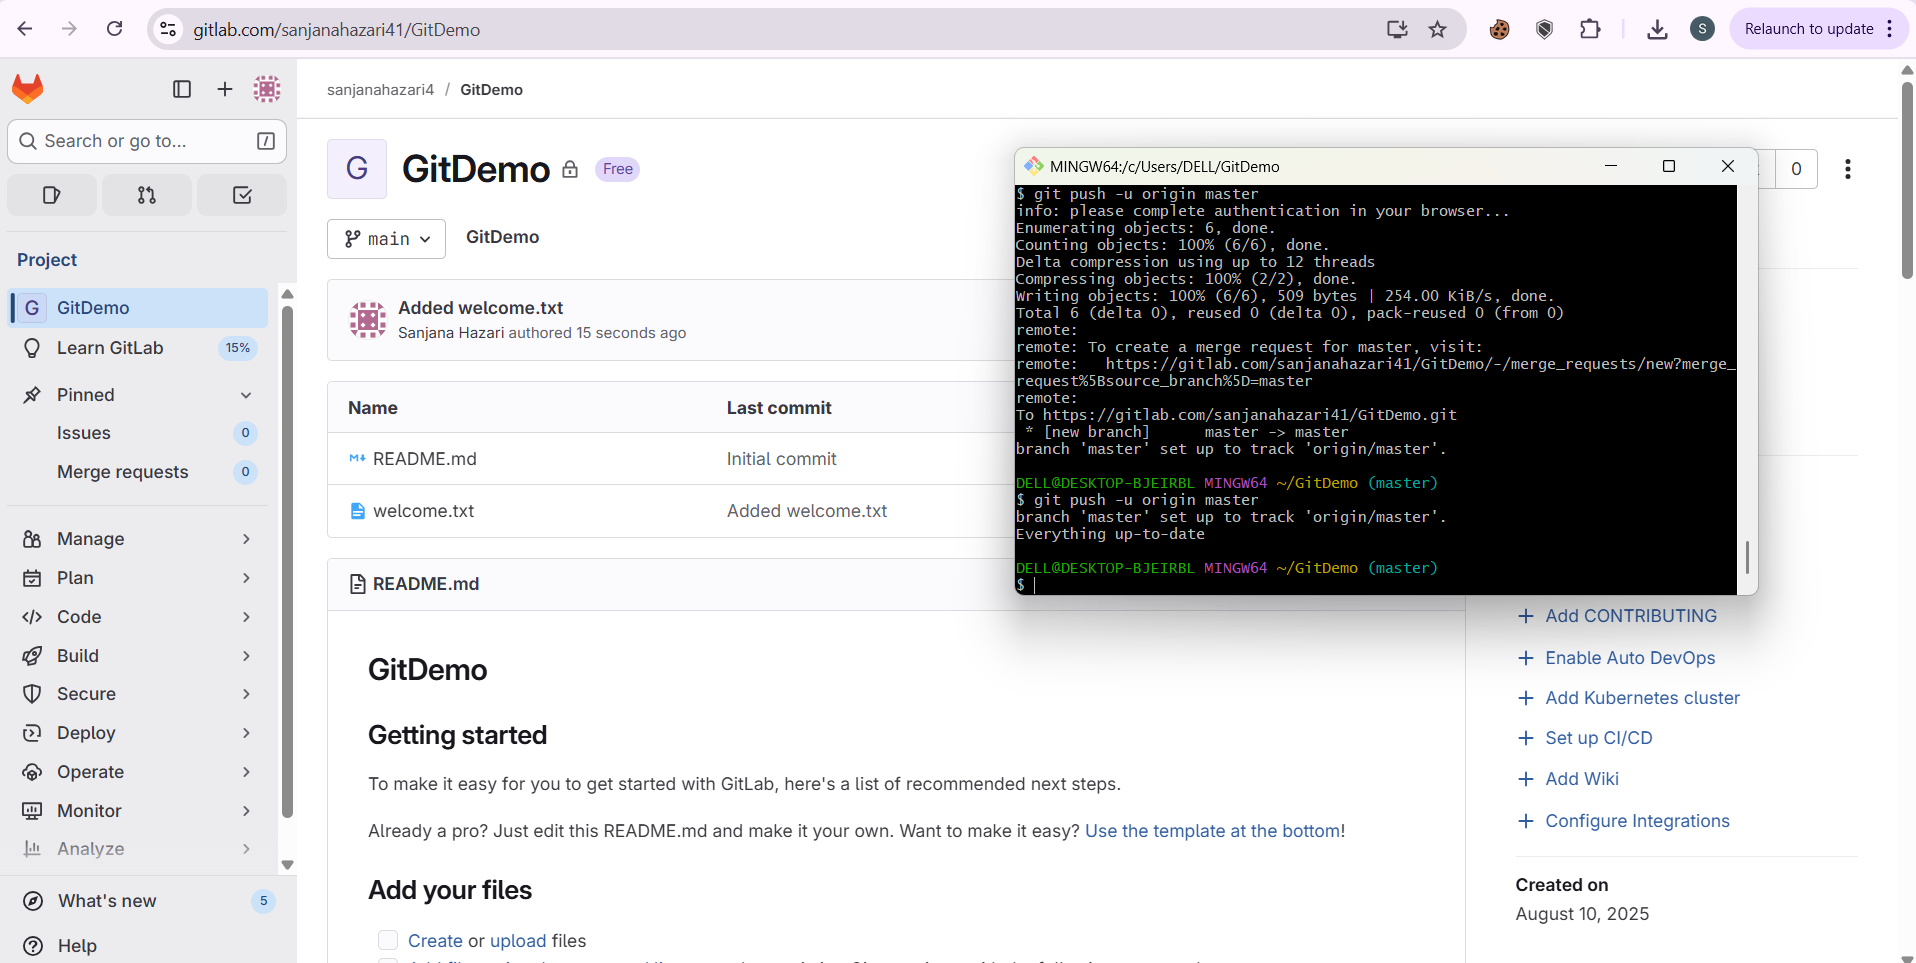 gitlab.com/sanjanahazari41/GitDemo
S
Relaunch to update
Search or go to...
/
Project
G GitDemo
Learn GitLab 15%
Pinned
Issues 0
Merge requests 0
Manage
Plan
Code
Build
Secure
Deploy
Operate
Monitor
Analyze
What's new 5
Help
sanjanahazari4 / GitDemo
G GitDemo Free
0
main GitDemo
Added welcome.txt
Sanjana Hazari authored 15 seconds ago
Name Last commit
README.md Initial commit
welcome.txt Added welcome.txt
README.md
GitDemo
Getting started
To make it easy for you to get started with GitLab, here's a list of recommended next steps.
Already a pro? Just edit this README.md and make it your own. Want to make it easy? Use the template at the bottom!
Add your files
Create or upload files
MINGW64:/c/Users/DELL/GitDemo
$ git push -u origin master
info: please complete authentication in your browser...
Enumerating objects: 6, done.
Counting objects: 100% (6/6), done.
Delta compression using up to 12 threads
Compressing objects: 100% (2/2), done.
Writing objects: 100% (6/6), 509 bytes | 254.00 KiB/s, done.
Total 6 (delta 0), reused 0 (delta 0), pack-reused 0 (from 0)
remote:
remote: To create a merge request for master, visit:
remote:   https://gitlab.com/sanjanahazari41/GitDemo/-/merge_requests/new?merge_
request%5Bsource_branch%5D=master
remote:
To https://gitlab.com/sanjanahazari41/GitDemo.git
 * [new branch]      master -> master
branch 'master' set up to track 'origin/master'.
DELL@DESKTOP-BJEIRBL MINGW64 ~/GitDemo (master)
$ git push -u origin master
branch 'master' set up to track 'origin/master'.
Everything up-to-date
DELL@DESKTOP-BJEIRBL MINGW64 ~/GitDemo (master)
$
Add CONTRIBUTING
Enable Auto DevOps
Add Kubernetes cluster
Set up CI/CD
Add Wiki
Configure Integrations
Created on
August 10, 2025